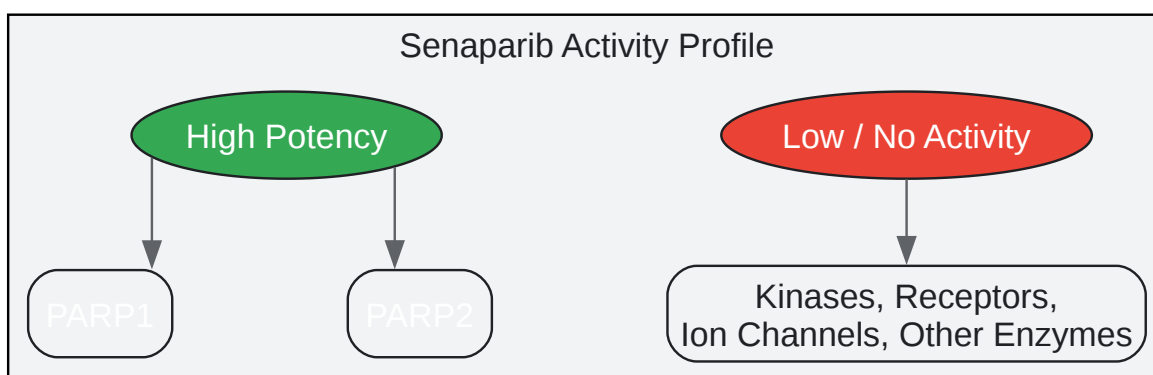 Senaparib Activity Profile
High Potency
Low / No Activity
PARP1
PARP2
Kinases, Receptors,
Ion Channels, Other Enzymes